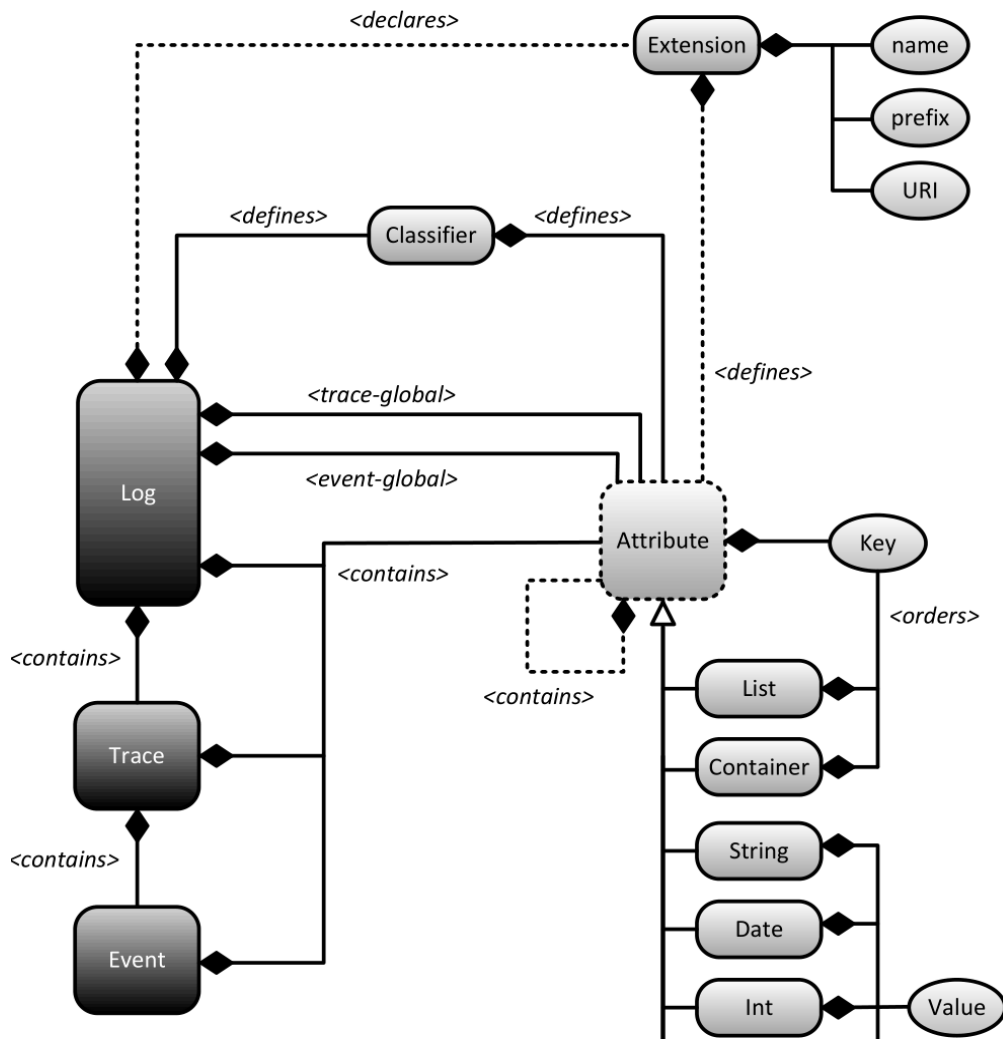 <declares>
Extension
name
prefix
URI
<defines>
Classifier
<defines>
<defines>
<trace-global>
<event-global>
Log
Attribute
Key
<contains>
<orders>
<contains>
<contains>
List
Trace
Container
String
<contains>
Date
Event
Int
Value